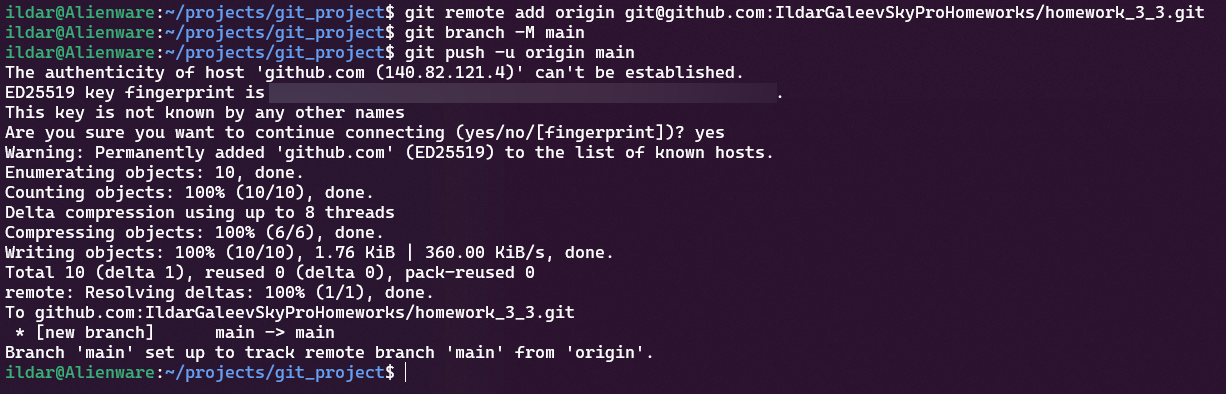 ildar@Alienware:~/projects/git_project$ git remote add origin git@github.com:IldarGaleevSkyProHomeworks/homework_3_3.git
ildar@Alienware:~/projects/git_project$ git branch -M main
ildar@Alienware:~/projects/git_project$ git push -u origin main
The authenticity of host 'github.com (140.82.121.4)' can't be established.
ED25519 key fingerprint is .
This key is not known by any other names
Are you sure you want to continue connecting (yes/no/[fingerprint])? yes
Warning: Permanently added 'github.com' (ED25519) to the list of known hosts.
Enumerating objects: 10, done.
Counting objects: 100% (10/10), done.
Delta compression using up to 8 threads
Compressing objects: 100% (6/6), done.
Writing objects: 100% (10/10), 1.76 KiB | 360.00 KiB/s, done.
Total 10 (delta 1), reused 0 (delta 0), pack-reused 0
remote: Resolving deltas: 100% (1/1), done.
To github.com:IldarGaleevSkyProHomeworks/homework_3_3.git
 * [new branch]      main -> main
Branch 'main' set up to track remote branch 'main' from 'origin'.
ildar@Alienware:~/projects/git_project$